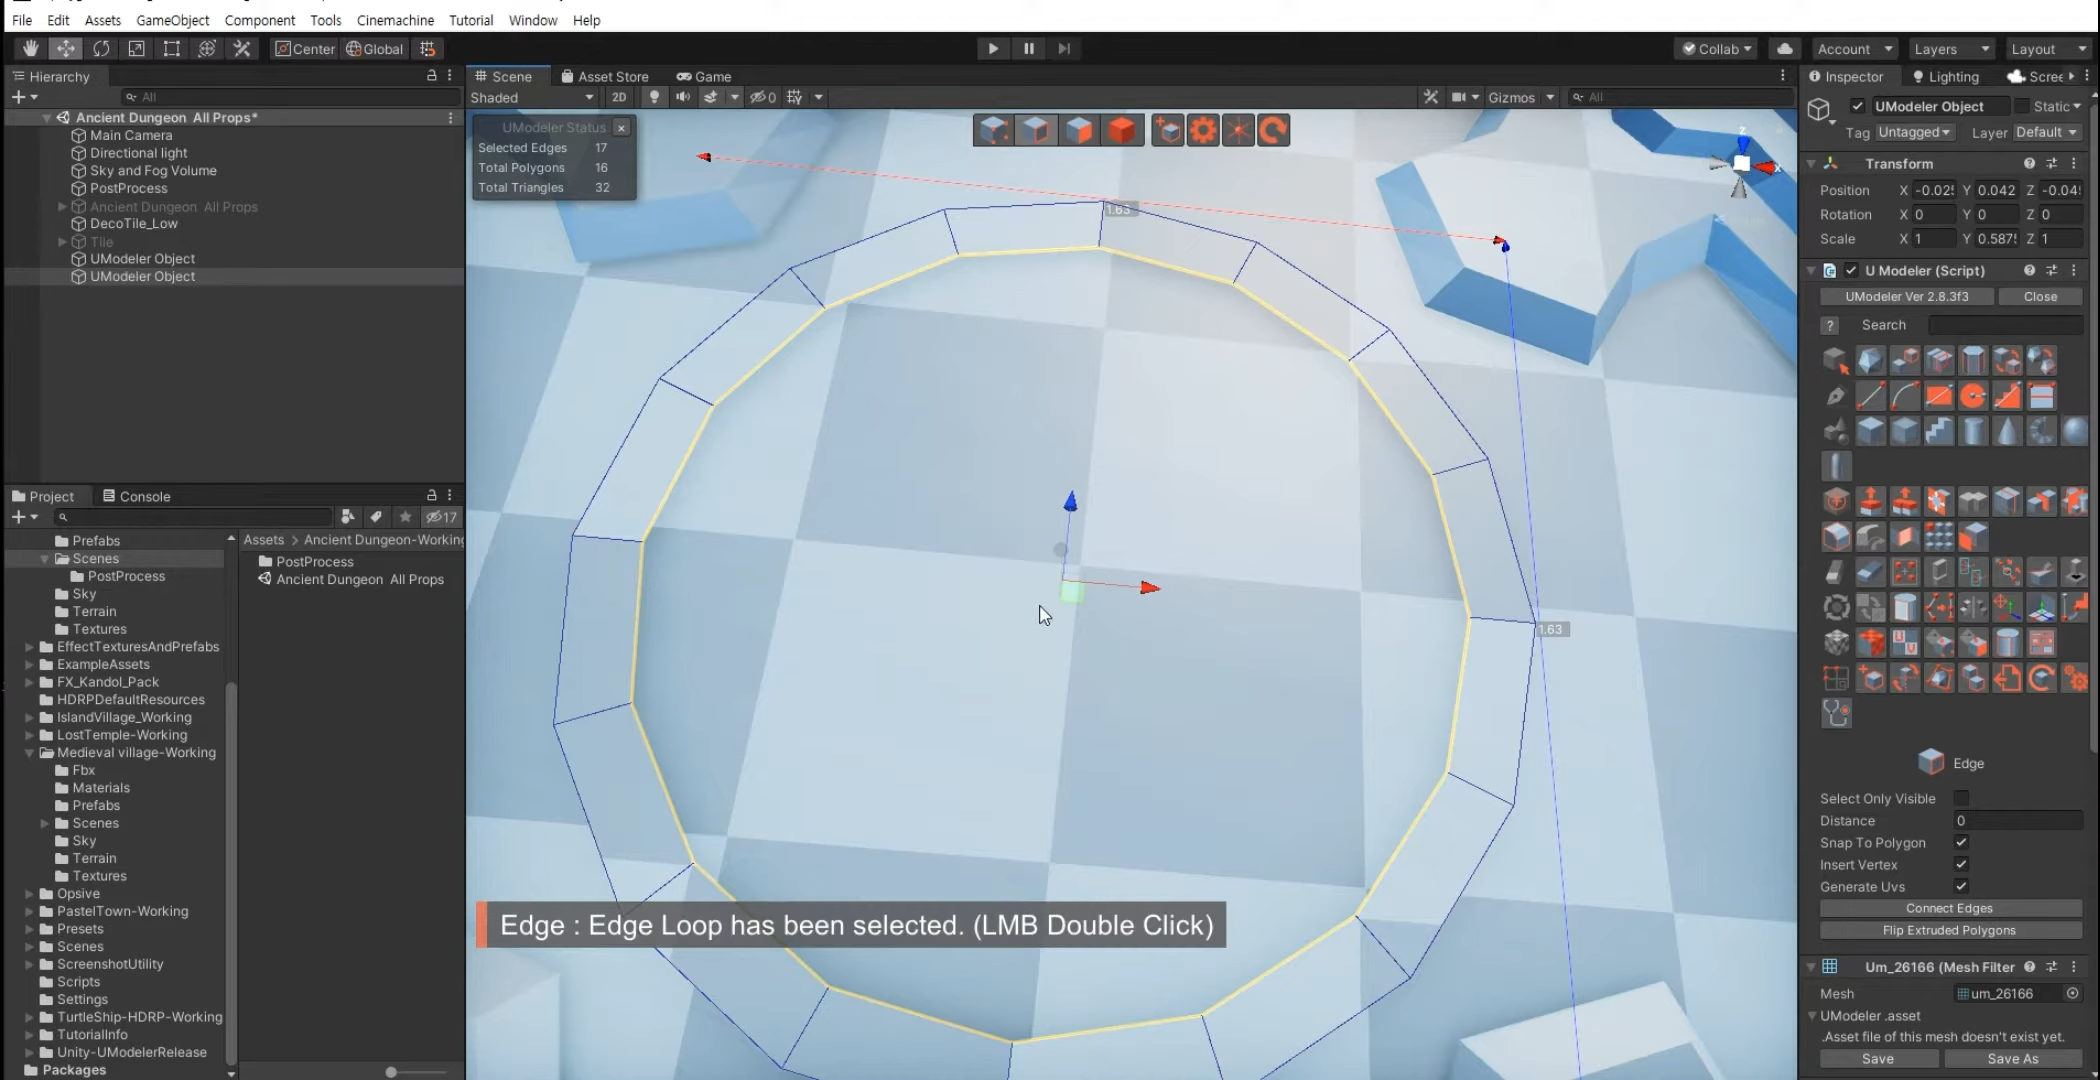 File Edit Assets GameObject Component Tools Cinemachine Tutorial Window Help
Center Global
Collab Account Layers Layout
Hierarchy
All
Ancient Dungeon All Props*
Main Camera
Directional light
Sky and Fog Volume
PostProcess
Ancient Dungeon All Props
DecoTile_Low
Tile
UModeler Object
UModeler Object
Project Console
17
Prefabs
Scenes
PostProcess
Sky
Terrain
Textures
EffectTexturesAndPrefabs
ExampleAssets
FX_Kandol_Pack
HDRPDefaultResources
IslandVillage_Working
LostTemple-Working
Medieval village-Working
Fbx
Materials
Prefabs
Scenes
Sky
Terrain
Textures
Opsive
PastelTown-Working
Presets
Scenes
ScreenshotUtility
Scripts
Settings
TurtleShip-HDRP-Working
TutorialInfo
Unity-UModelerRelease
Packages
Assets > Ancient Dungeon-Working
PostProcess
Ancient Dungeon All Props
Scene Asset Store Game
Shaded 2D 0 Gizmos All
UModeler Status
Selected Edges 17
Total Polygons 16
Total Triangles 32
1.63
1.63
Z
X
Edge : Edge Loop has been selected. (LMB Double Click)
Inspector Lighting Scree
UModeler Object Static
Tag Untagged Layer Default
Transform
Position X -0.02 Y 0.042 Z -0.04
Rotation X 0 Y 0 Z 0
Scale X 1 Y 0.587 Z 1
U Modeler (Script)
UModeler Ver 2.8.3f3 Close
? Search
Edge
Select Only Visible
Distance 0
Snap To Polygon
Insert Vertex
Generate Uvs
Connect Edges
Flip Extruded Polygons
Um_26166 (Mesh Filter
Mesh um_26166
UModeler .asset
.Asset file of this mesh doesn't exist yet.
Save Save As